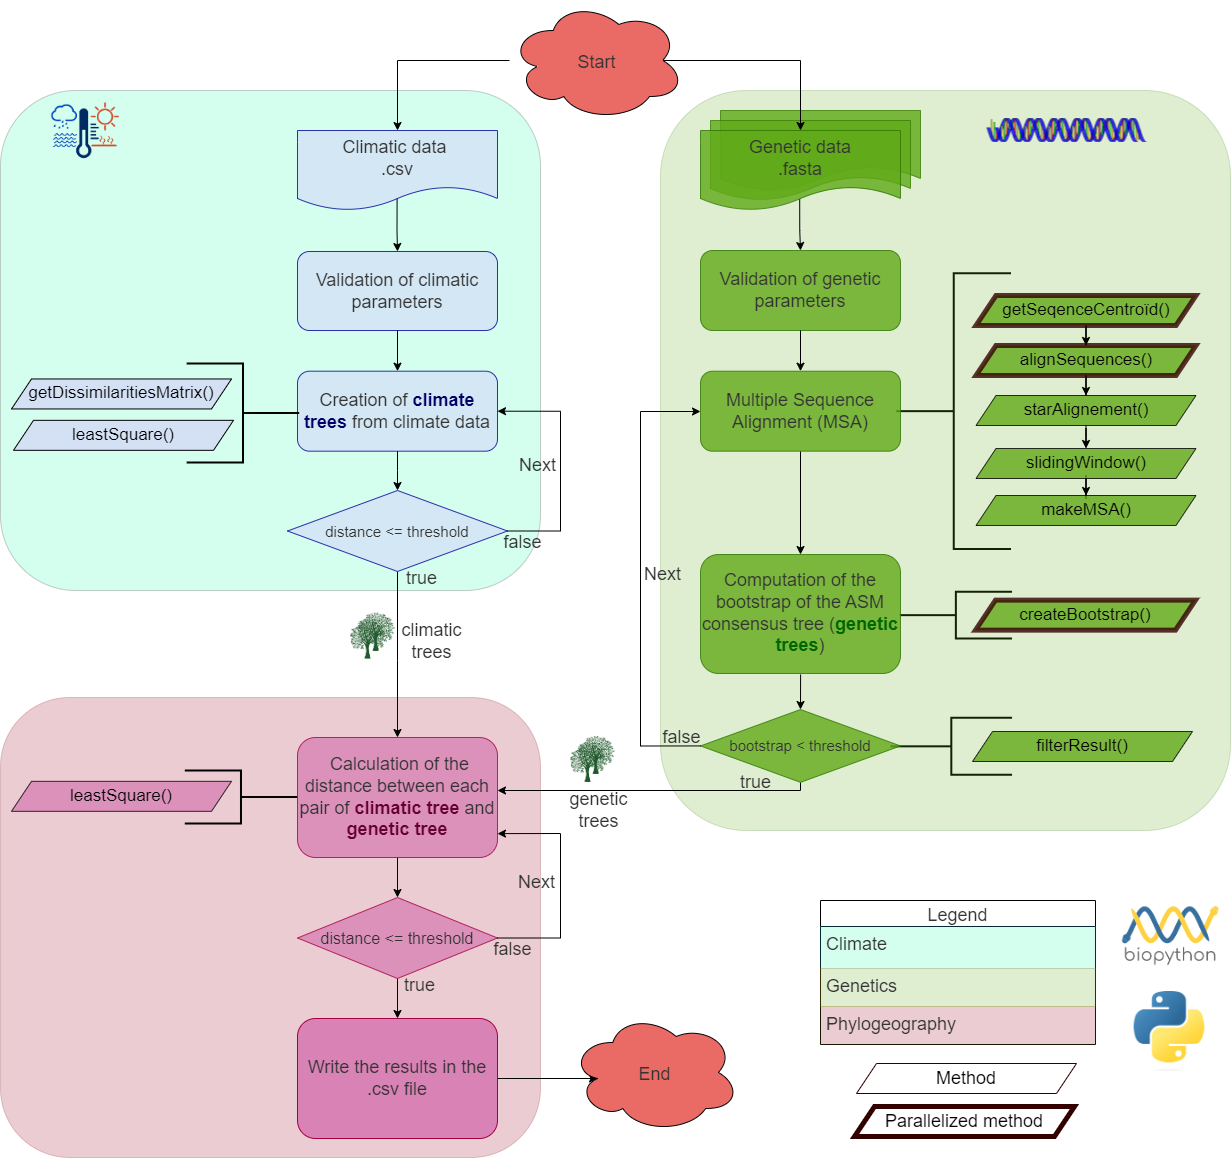 Start
Climatic data
.csv
Validation of climatic
parameters
Creation of climate
trees from climate data
getDissimilaritiesMatrix()
leastSquare()
Next
distance <= threshold
false
true
climatic
trees
Genetic data
.fasta
Validation of genetic
parameters
Multiple Sequence
Alignment (MSA)
getSeqenceCentroïd()
alignSequences()
starAlignement()
slidingWindow()
makeMSA()
Next
Computation of the
bootstrap of the ASM
consensus tree (genetic
trees)
createBootstrap()
false
bootstrap < threshold
true
filterResult()
genetic
trees
Calculation of the
distance between each
pair of climatic tree and
genetic tree
leastSquare()
Next
distance <= threshold
false
true
Write the results in the
.csv file
End
Legend
Climate
Genetics
Phylogeography
Method
Parallelized method
biopython